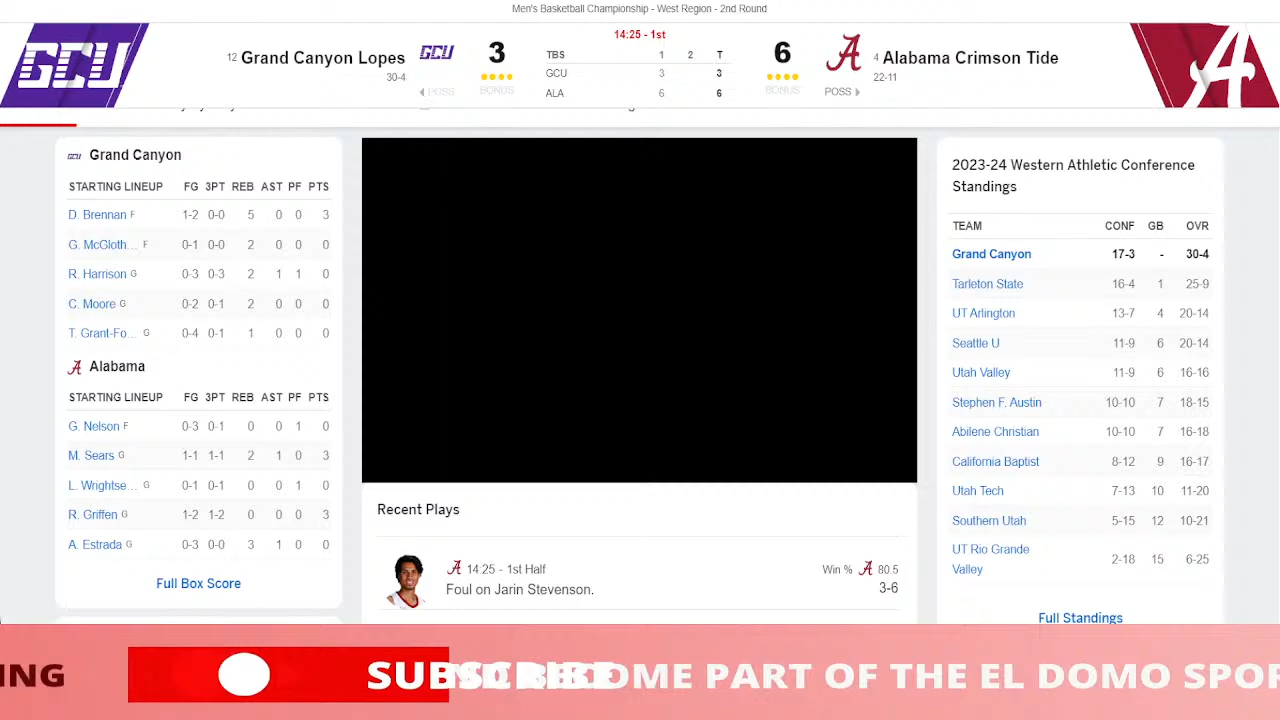 Men's Basketball Championship - West Region - 2nd Round
GCU
12 Grand Canyon Lopes
30-4
GCU
3
BONUS
POSS
14:25 - 1st
TBS 1 2 T
GCU 3 3
ALA 6 6
6
BONUS
4 Alabama Crimson Tide
22-11
POSS
A
Grand Canyon
STARTING LINEUP FG 3PT REB AST PF PTS
D. Brennan F 1-2 0-0 5 0 0 3
G. McGloth... F 0-1 0-0 2 0 0 0
R. Harrison G 0-3 0-3 2 1 1 0
C. Moore G 0-2 0-1 2 0 0 0
T. Grant-Fo... G 0-4 0-1 1 0 0 0
Alabama
STARTING LINEUP FG 3PT REB AST PF PTS
G. Nelson F 0-3 0-1 0 0 1 0
M. Sears G 1-1 1-1 2 1 0 3
L. Wrightse... G 0-1 0-1 0 0 1 0
R. Griffen G 1-2 1-2 0 0 0 3
A. Estrada G 0-3 0-0 3 1 0 0
Full Box Score
Recent Plays
14:25 - 1st Half
Foul on Jarin Stevenson.
Win % 80.5
3-6
2023-24 Western Athletic Conference
Standings
TEAM CONF GB OVR
Grand Canyon 17-3 - 30-4
Tarleton State 16-4 1 25-9
UT Arlington 13-7 4 20-14
Seattle U 11-9 6 20-14
Utah Valley 11-9 6 16-16
Stephen F. Austin 10-10 7 18-15
Abilene Christian 10-10 7 16-18
California Baptist 8-12 9 16-17
Utah Tech 7-13 10 11-20
Southern Utah 5-15 12 10-21
UT Rio Grande
Valley 2-18 15 6-25
Full Standings
ING SUBSCRIBE OME PART OF THE EL DOMO SPOR